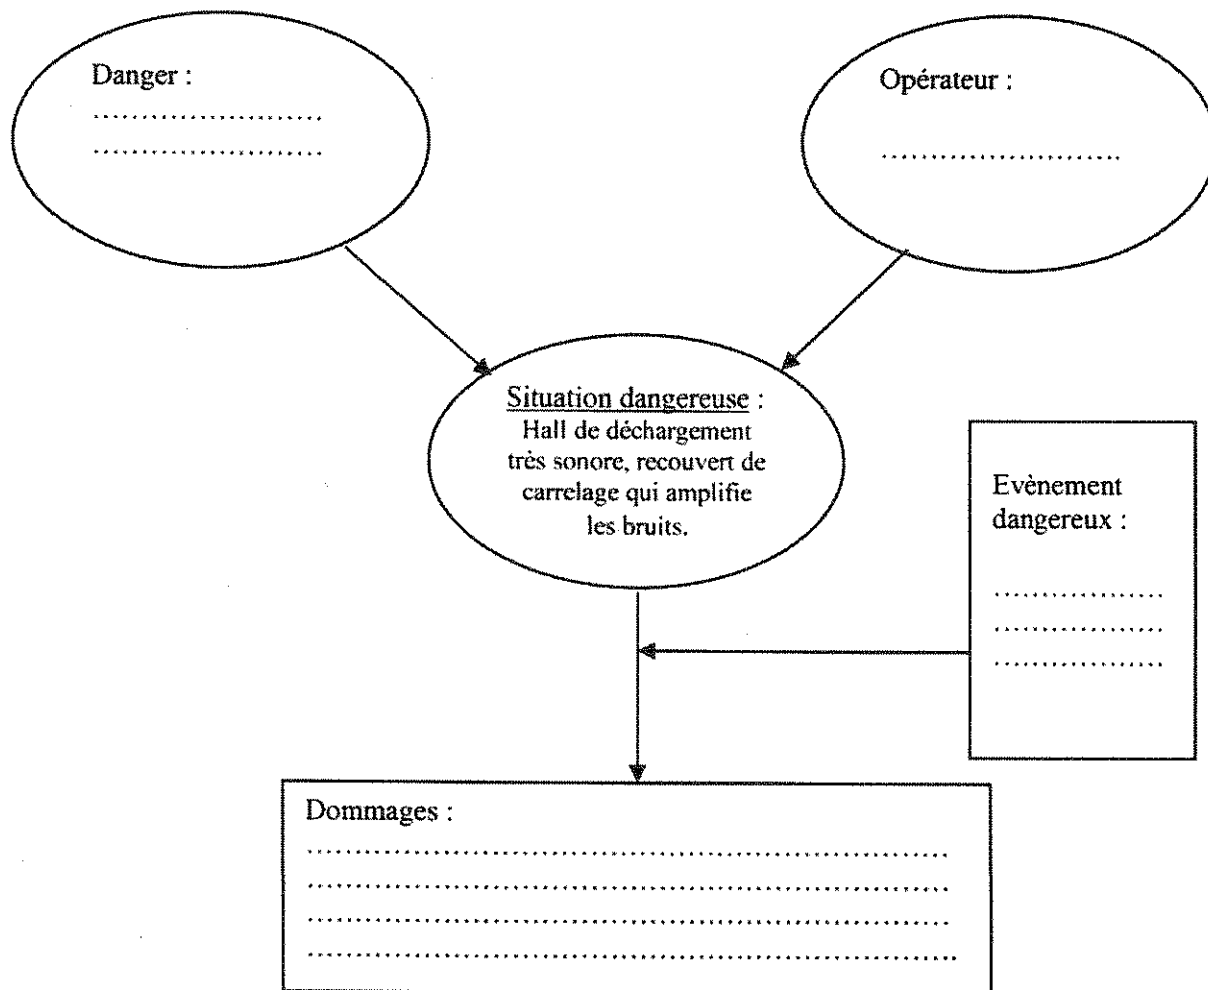 Danger :
........................
........................
Opérateur :
.........................
Situation dangereuse :
Hall de déchargement
très sonore, recouvert de
carrelage qui amplifie
les bruits.
Evènement
dangereux :
..................
..................
..................
Dommages :
....................................................................
....................................................................
....................................................................
.....................................................................